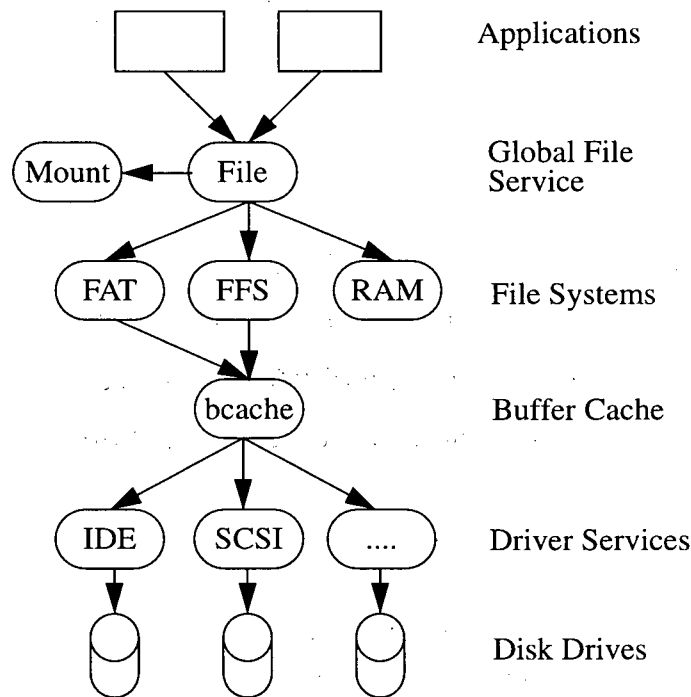 Applications
Mount
File
Global File
Service
FAT
FFS
RAM
File Systems
bcache
Buffer Cache
IDE
SCSI
....
Driver Services
Disk Drives